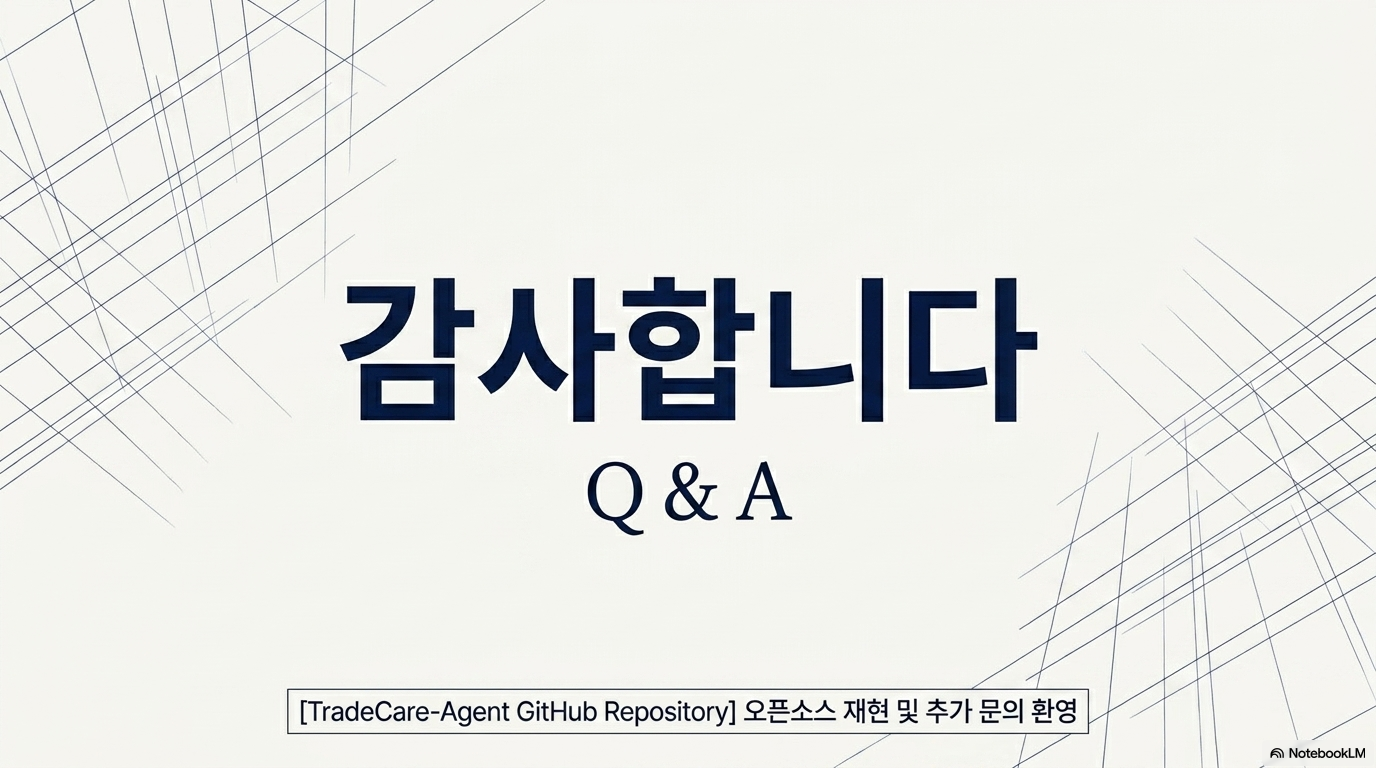 감사합니다
Q & A
[TradeCare-Agent GitHub Repository] 오픈소스 재현 및 추가 문의 환영
NotebookLM